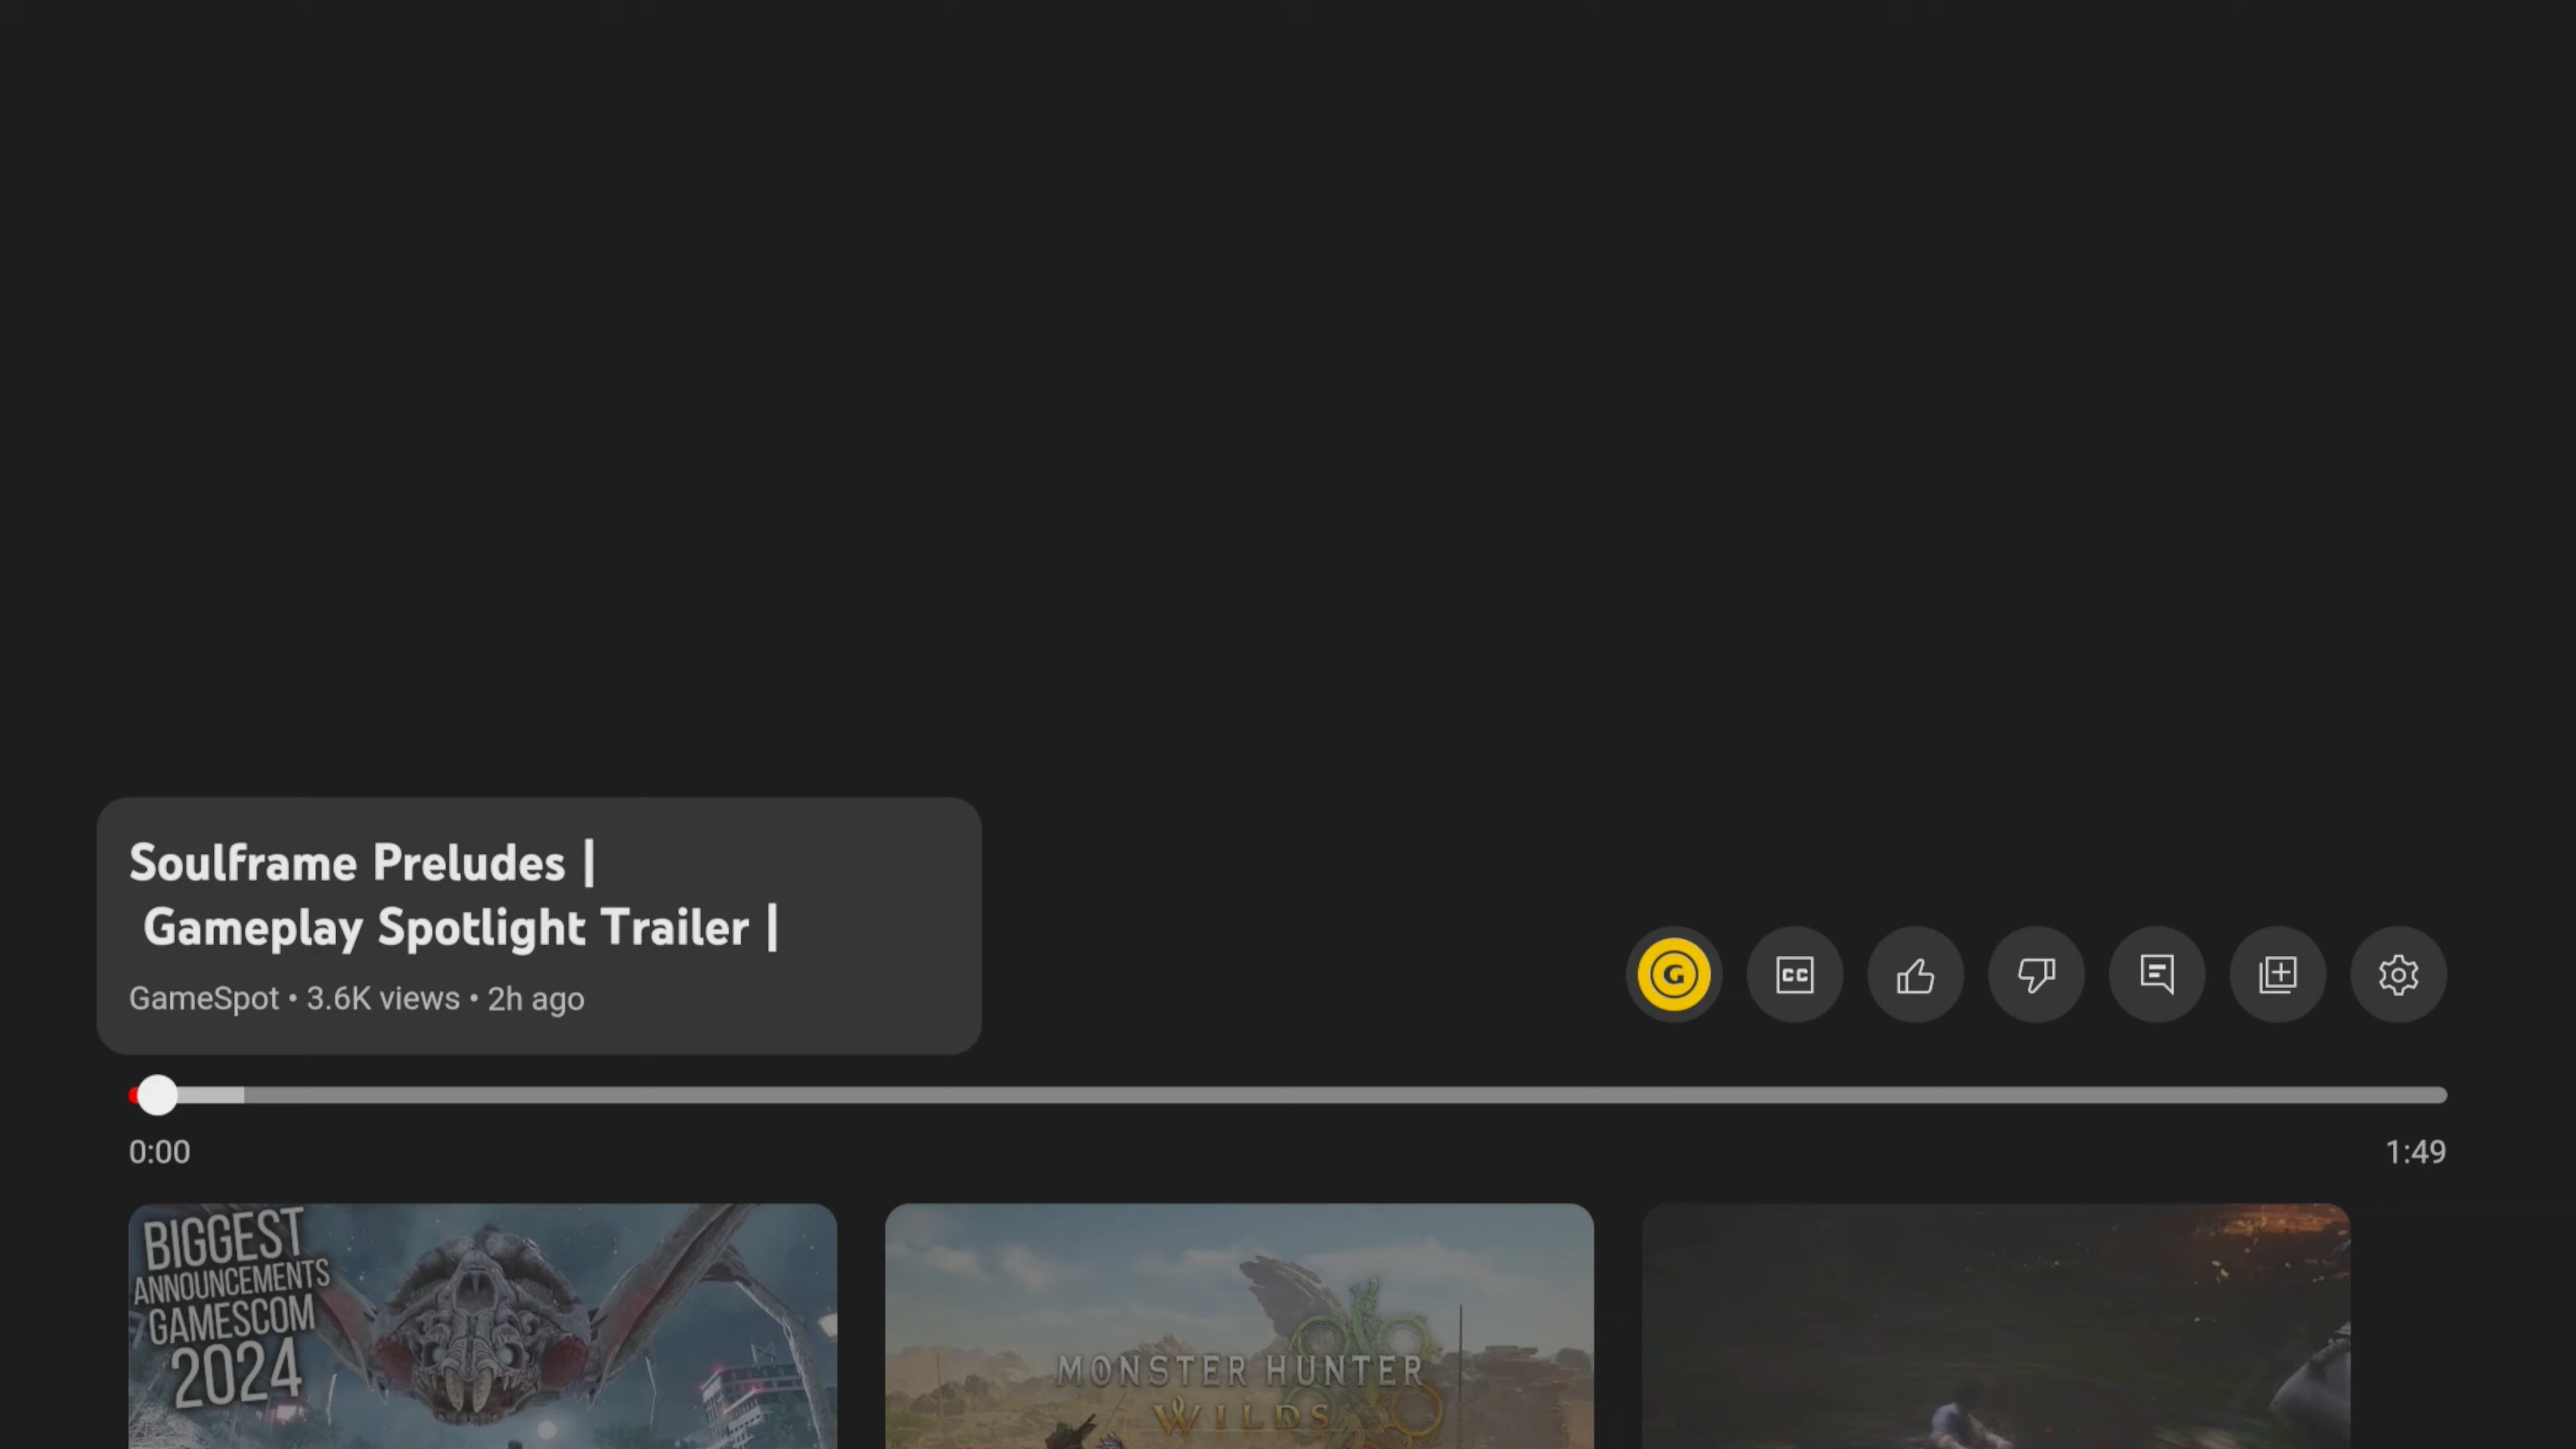 Soulframe Preludes |
Gameplay Spotlight Trailer |
GameSpot • 3.6K views • 2h ago
G
CC
0:00
1:49
BIGGEST
ANNOUNCEMENTS
GAMESCOM
2024
MONSTER HUNTER
WILDS